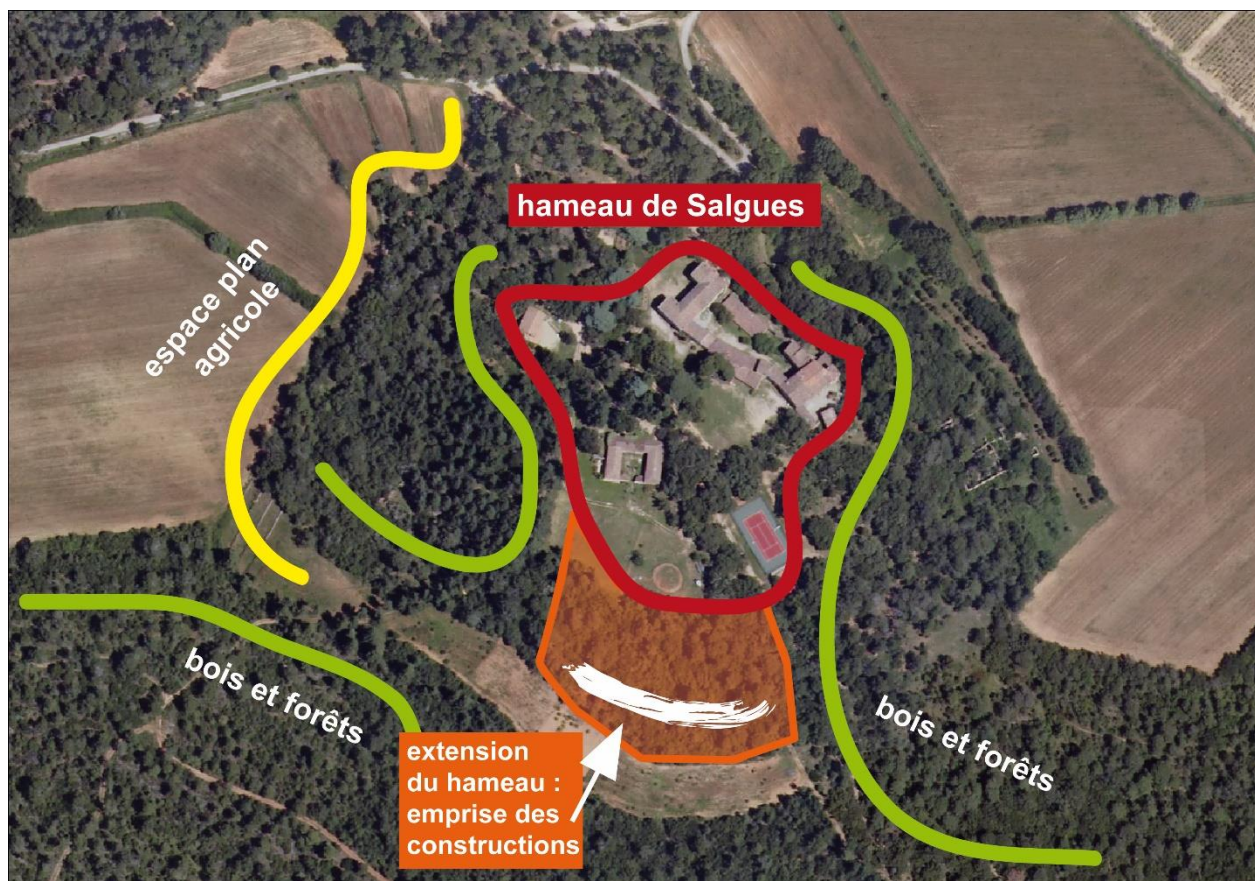 hameau de Salgues
espace plan
agricole
bois et forêts
bois et forêts
extension
du hameau :
emprise des
constructions